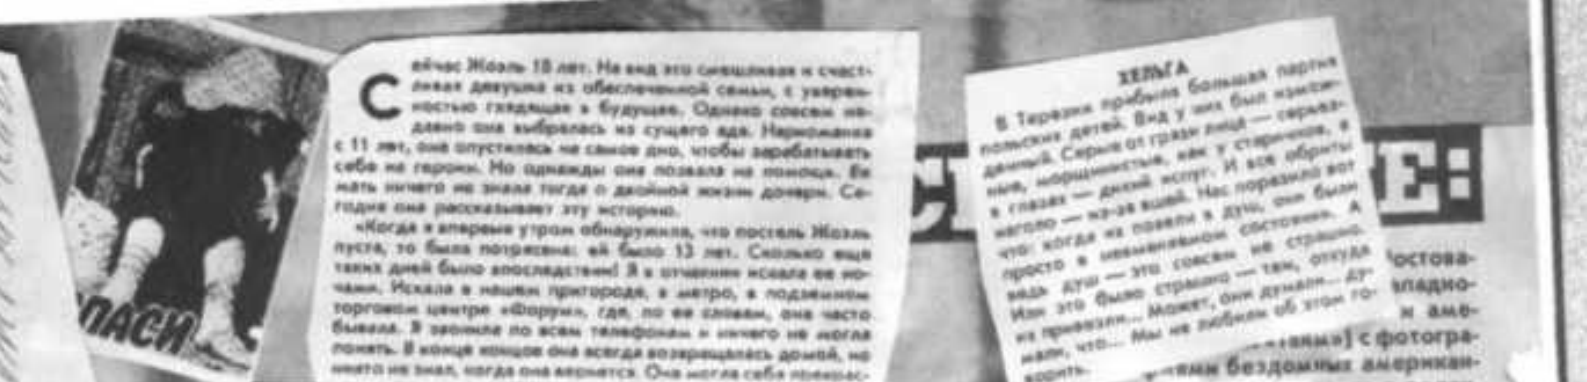 ПАСИ
Сейчас Жоэль 18 лет. На вид это смешливая и счаст-
ливая девушка из обеспеченной семьи, с уверен-
ностью глядящая в будущее. Однако совсем не-
давно она выбралась из сущего ада. Наркоманка
с 11 лет, она опустилась на самое дно, чтобы зарабатывать
себе на героин. Но однажды она позвала на помощь. Ее
мать ничего не знала тогда о двойной жизни дочери. Се-
годня она рассказывает эту историю.
«Когда я впервые утром обнаружила, что постель Жоэль
пуста, то была потрясена: ей было 13 лет. Сколько еще
таких дней было впоследствии! Я в отчаянии искала ее но-
чами. Искала в нашем пригороде, в метро, в подземном
торговом центре «Форум», где, по ее словам, она часто
бывала. Я звонила по всем телефонам и ничего не могла
понять. В конце концов она всегда возвращалась домой, но
никто не знал, когда она вернется. Она могла себя прекрас-
ХЕЛЬГА
В Терезин прибыла большая партия
польских детей. Вид у них был измож-
денный. Серые от грязи лица — серьез-
ные, морщинистые, как у старичков, в
глазах — дикий испуг. И все обриты
наголо — из-за вшей. Нас поразило вот
что: когда их повели в душ, они были
просто в невменяемом состоянии. А
ведь душ — это совсем не страшно.
Или это было страшно — там, откуда
их привезли... Может, они думали... ду-
мали, что... Мы не любили об этом го-
ворить.
Е:
остова-
ападно-
и аме-
с фотогра-
бездомных американ-